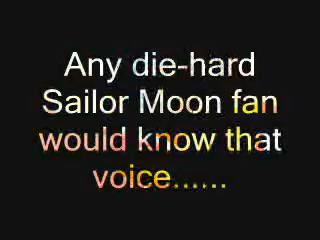 Any die-hard
Sailor Moon fan
would know that
voice......